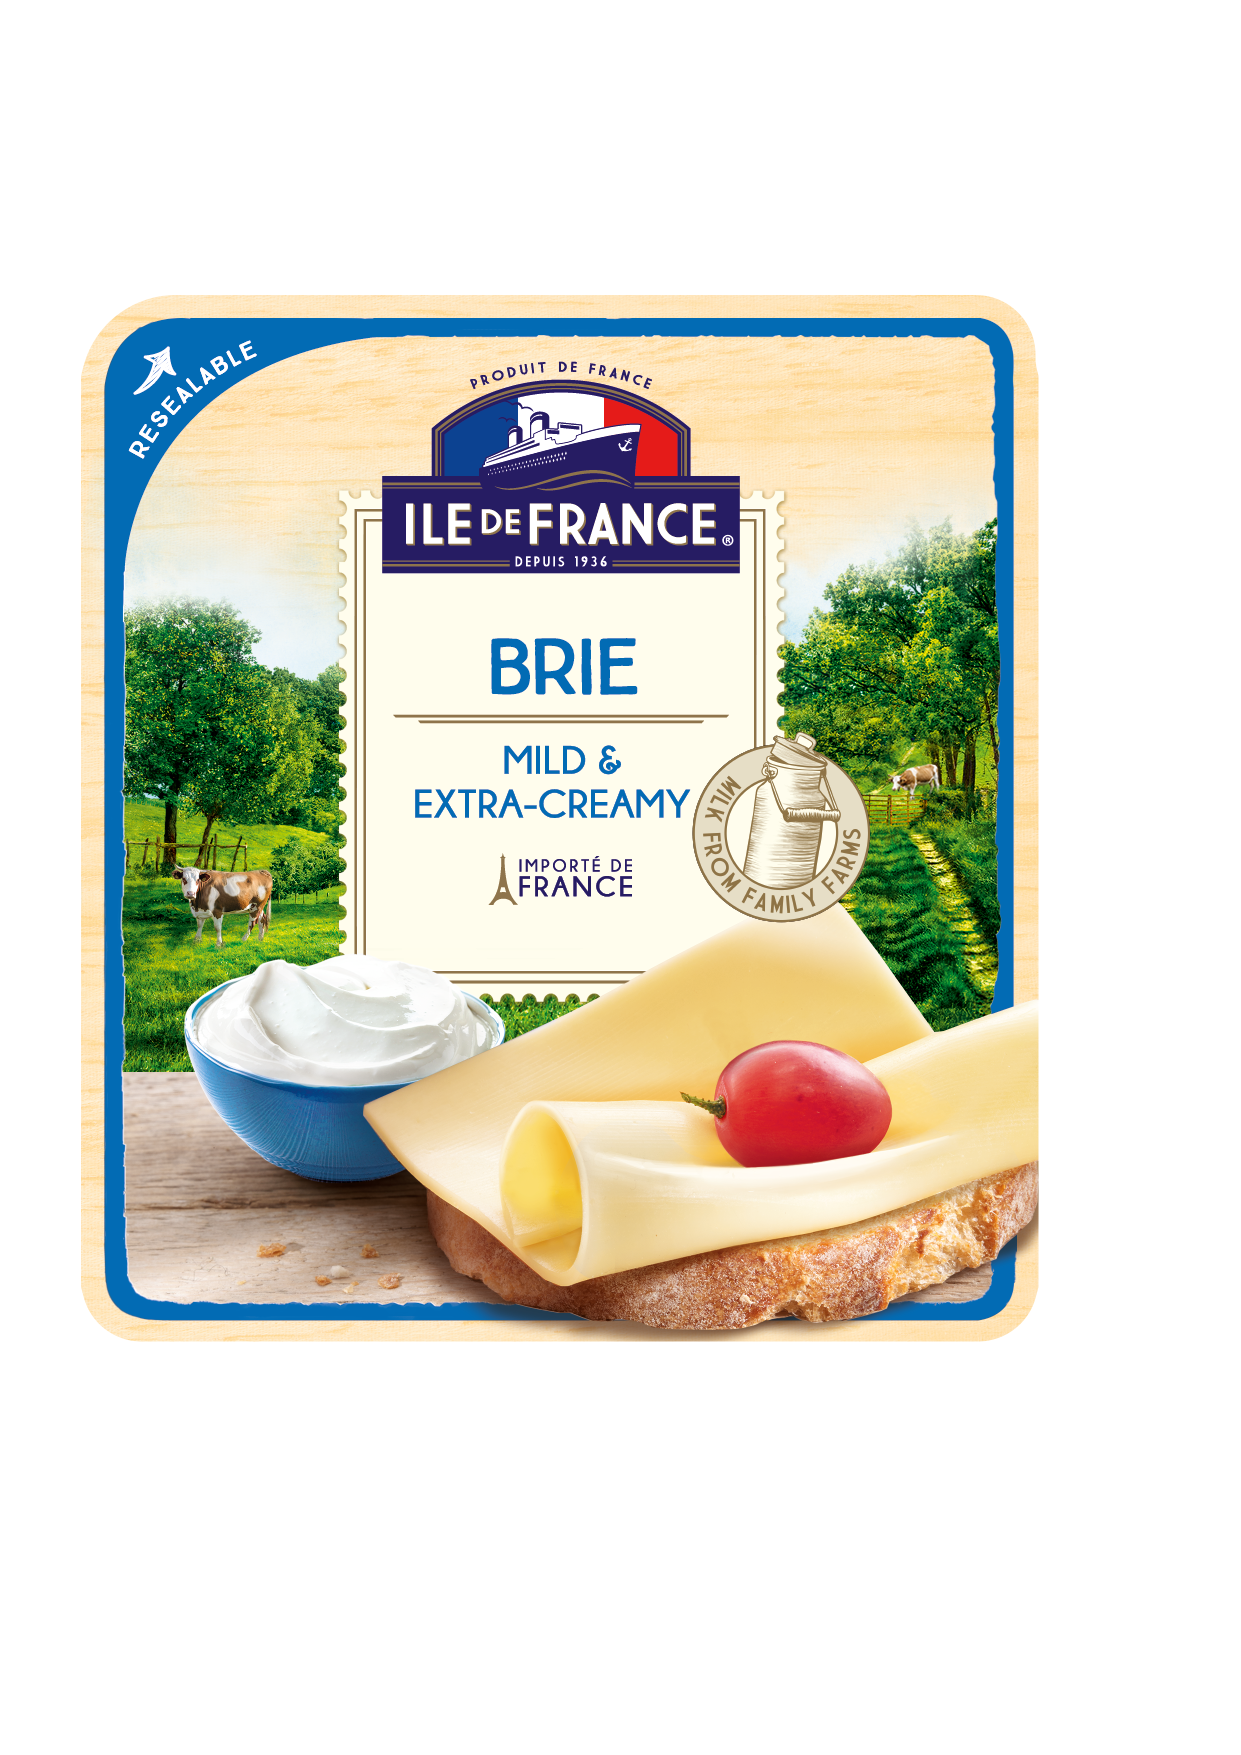 RESEALABLE
PRODUIT DE FRANCE
ILE DE FRANCE®
DEPUIS 1936
BRIE
MILD &
EXTRA-CREAMY
IMPORTÉ DE
FRANCE
MILK FROM FAMILY FARMS